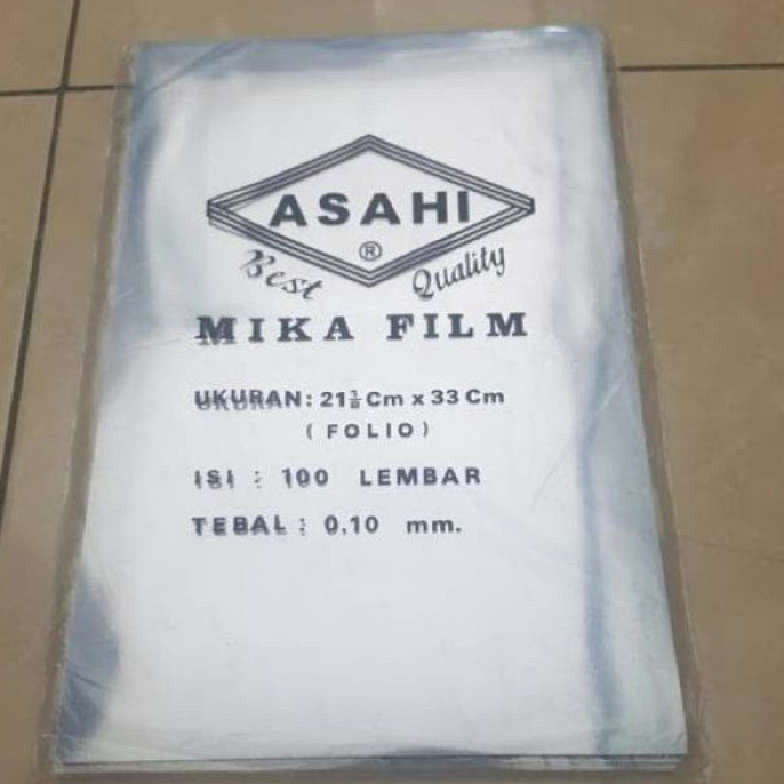 ASAHI
®
Best Quality
MIKA FILM
UKURAN: 21½ Cm x 33 Cm
( FOLIO )
ISI : 100 LEMBAR
TEBAL : 0,10 mm.